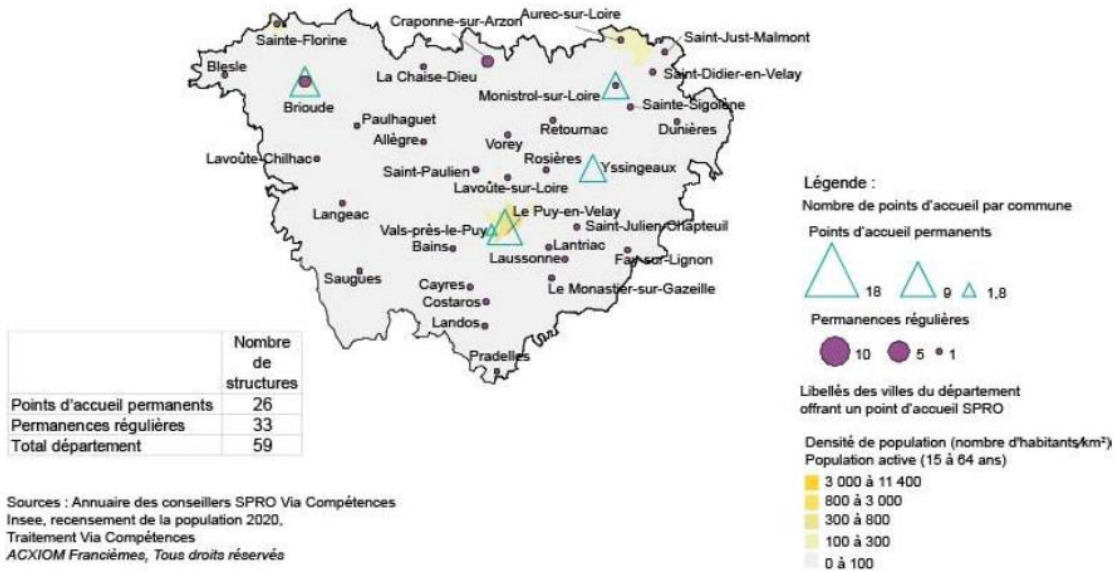 Aurec-sur-Loire
Craponne-sur-Arzon
Sainte-Florine
Saint-Just-Malmont
Blesle
La Chaise-Dieu
Saint-Didier-en-Velay
Monistrol-sur-Loire
Brioude
Sainte-Sigolène
Paulhaguet
Retournac
Dunières
Allègre
Vorey
Lavoûte-Chilhac
Rosières
Yssingeaux
Saint-Paulien
Lavoûte-sur-Loire
Langeac
Le Puy-en-Velay
Vals-près-le-Puy
Saint-Julien-Chapteuil
Bains
Lantriac
Laussonne
Fay-sur-Lignon
Saugues
Cayres
Le Monastier-sur-Gazeille
Costaros
Landos
Pradelles
Légende :
Nombre de points d'accueil par commune
Points d'accueil permanents
18 9 1,8
Permanences régulières
10 5 1
Libellés des villes du département
offrant un point d'accueil SPRO
Densité de population (nombre d'habitants/km²)
Population active (15 à 64 ans)
3 000 à 11 400
800 à 3 000
300 à 800
100 à 300
0 à 100
Nombre
de
structures
Points d'accueil permanents 26
Permanences régulières 33
Total département 59
Sources : Annuaire des conseillers SPRO Via Compétences
Insee, recensement de la population 2020,
Traitement Via Compétences
ACXIOM Francièmes, Tous droits réservés